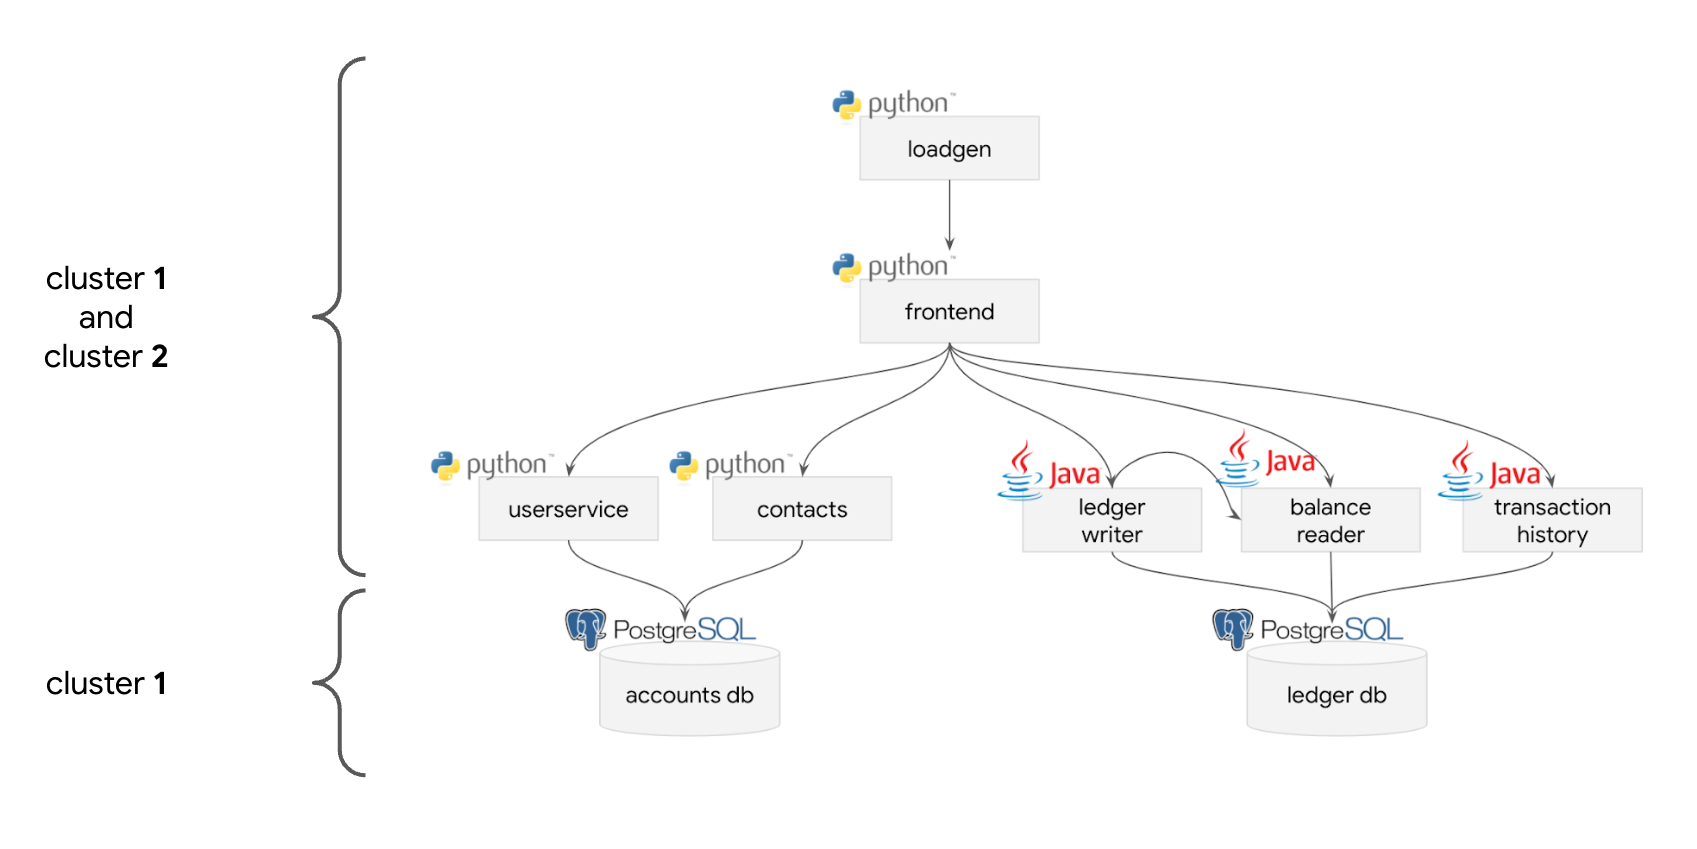 python™
loadgen
python™
frontend
cluster 1
and
cluster 2
python™
userservice
python™
contacts
Java
ledger
writer
Java
balance
reader
Java
transaction
history
PostgreSQL
accounts db
PostgreSQL
ledger db
cluster 1